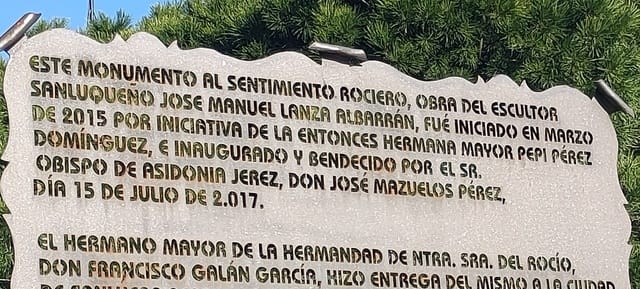 ESTE MONUMENTO AL SENTIMIENTO ROCIERO, OBRA DEL ESCULTOR
SANLUQUEÑO JOSE MANUEL LANZA ALBARRÁN, FUÉ INICIADO EN MARZO
DE 2015 POR INICIATIVA DE LA ENTONCES HERMANA MAYOR PEPI PÉREZ
DOMÍNGUEZ, E INAUGURADO Y BENDECIDO POR EL SR.
OBISPO DE ASIDONIA JEREZ, DON JOSÉ MAZUELOS PÉREZ,
DÍA 15 DE JULIO DE 2.017.
EL HERMANO MAYOR DE LA HERMANDAD DE NTRA. SRA. DEL ROCÍO,
DON FRANCISCO GALÁN GARCÍA, HIZO ENTREGA DEL MISMO A LA CIUDAD